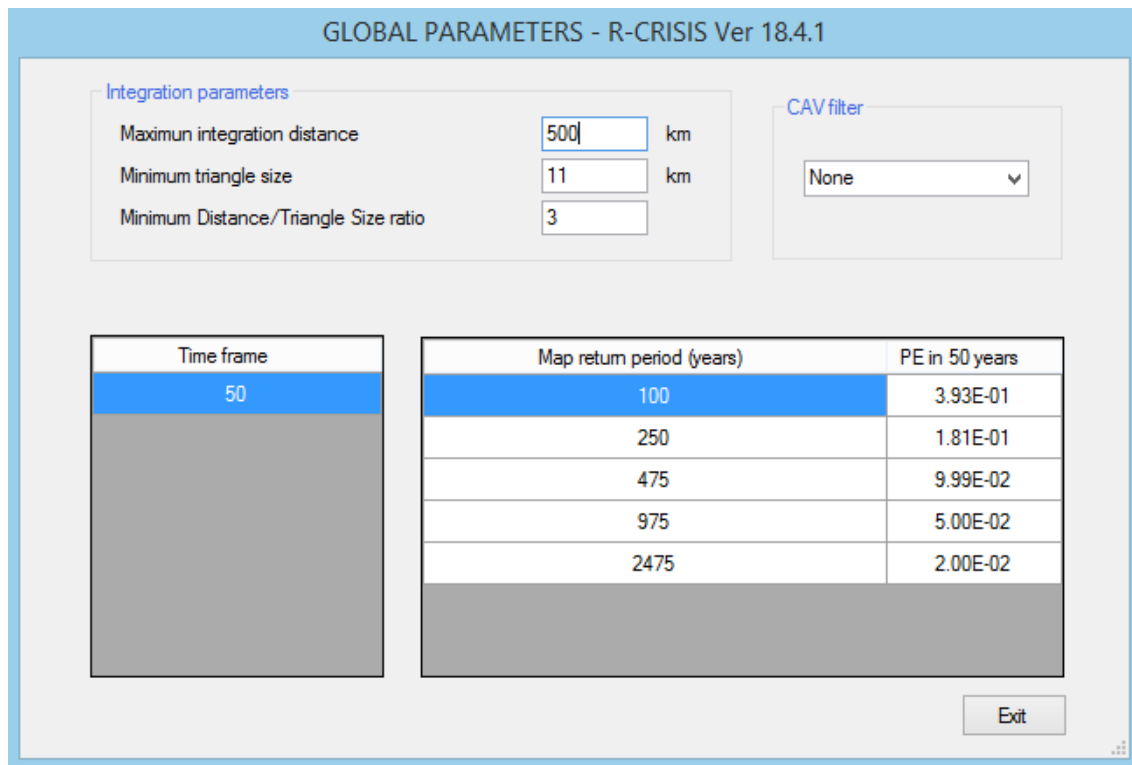 GLOBAL PARAMETERS - R-CRISIS Ver 18.4.1
Integration parameters
Maximun integration distance 500 km
Minimum triangle size 11 km
Minimum Distance/Triangle Size ratio 3
CAV filter
None
Time frame
50
Map return period (years) PE in 50 years
100 3.93E-01
250 1.81E-01
475 9.99E-02
975 5.00E-02
2475 2.00E-02
Exit